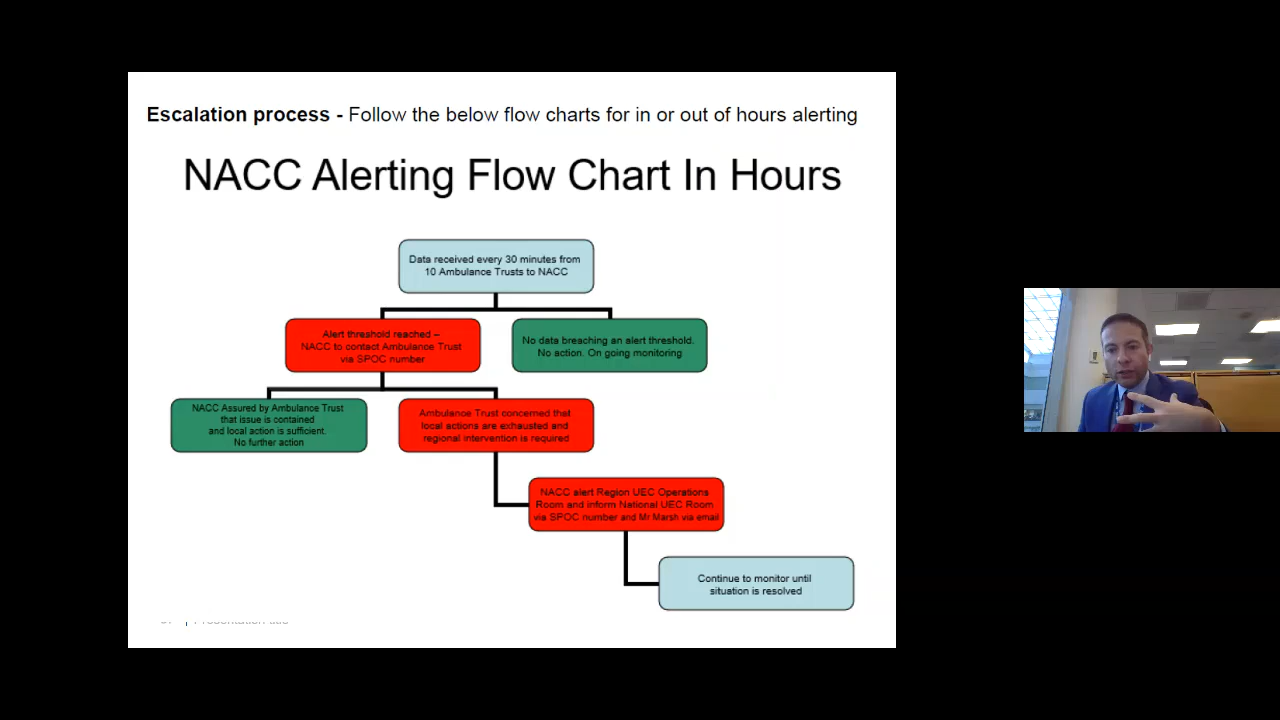 Escalation process - Follow the below flow charts for in or out of hours alerting
NACC Alerting Flow Chart In Hours
Data received every 30 minutes from
10 Ambulance Trusts to NACC
Alert threshold reached –
NACC to contact Ambulance Trust
via SPOC number
No data breaching an alert threshold.
No action. On going monitoring
NACC Assured by Ambulance Trust
that issue is contained
and local action is sufficient.
No further action
Ambulance Trust concerned that
local actions are exhausted and
regional intervention is required
NACC alert Region UEC Operations
Room and inform National UEC Room
via SPOC number and Mr Marsh via email
Continue to monitor until
situation is resolved
Presentation title